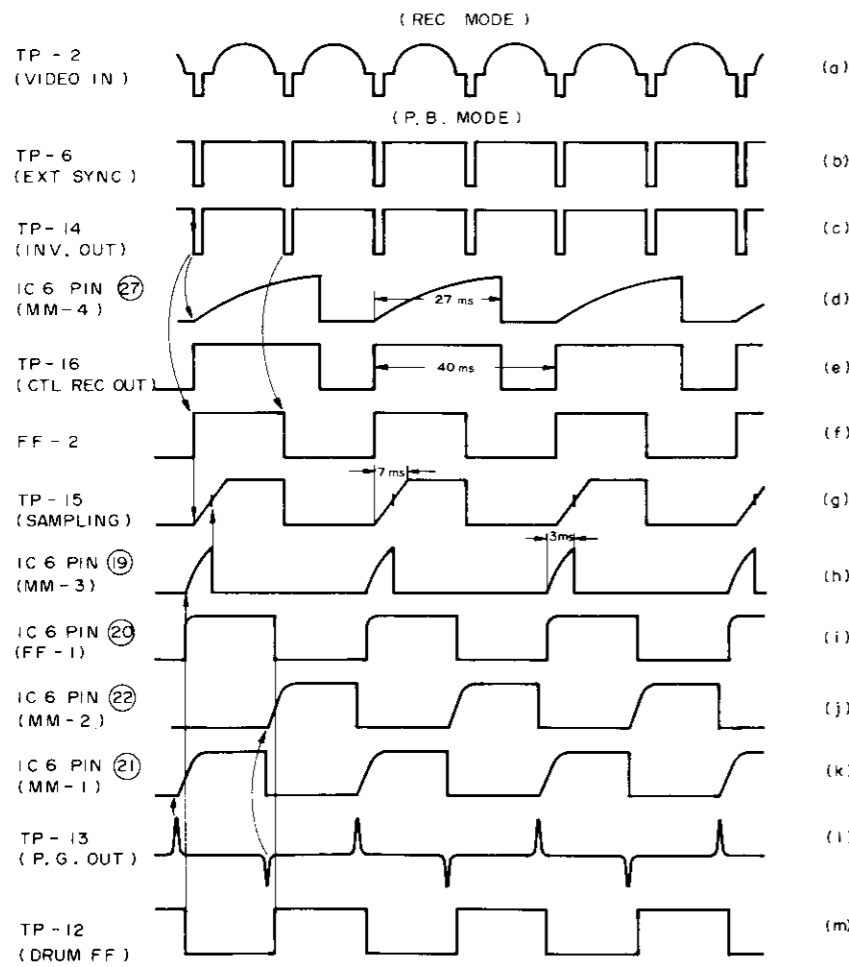 (REC MODE)
TP-2
(VIDEO IN)
(a)
(P.B. MODE)
TP-6
(EXT SYNC)
(b)
TP-14
(INV. OUT)
(c)
IC 6 PIN 27
(MM-4)
27 ms
(d)
TP-16
(CTL REC OUT)
40 ms
(e)
FF-2
(f)
7 ms
TP-15
(SAMPLING)
(g)
3ms
IC 6 PIN 19
(MM-3)
(h)
IC 6 PIN 20
(FF-1)
(i)
IC 6 PIN 22
(MM-2)
(j)
IC 6 PIN 21
(MM-1)
(k)
TP-13
(P.G. OUT)
(l)
TP-12
(DRUM FF)
(m)